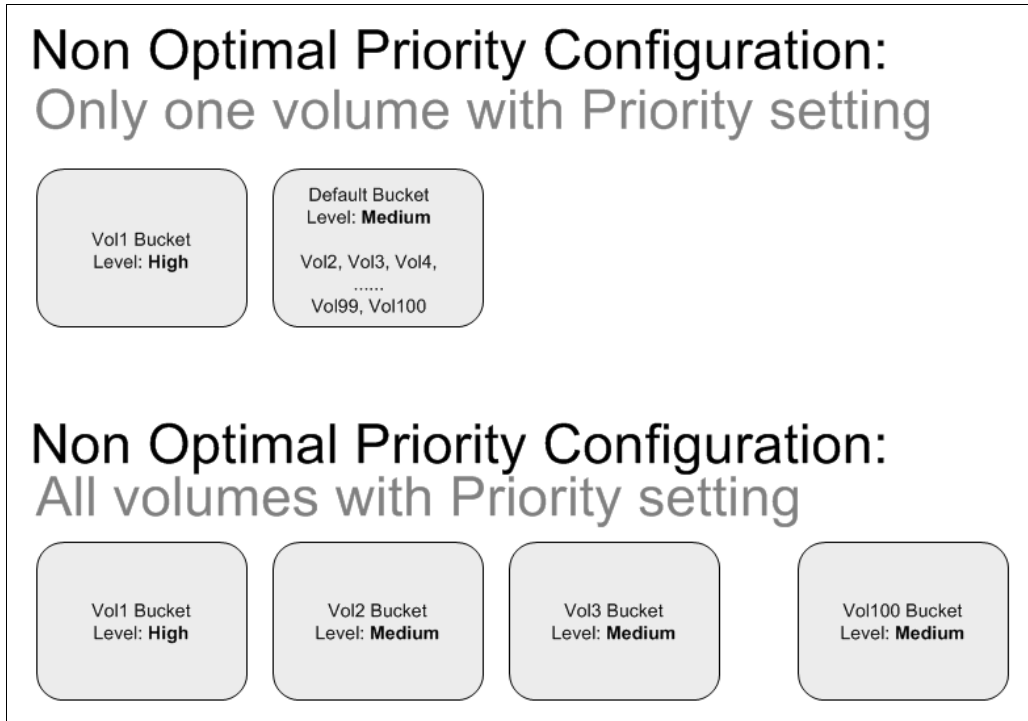 Non Optimal Priority Configuration:
Only one volume with Priority setting
Vol1 Bucket
Level: High
Default Bucket
Level: Medium
Vol2, Vol3, Vol4,
......
Vol99, Vol100
Non Optimal Priority Configuration:
All volumes with Priority setting
Vol1 Bucket
Level: High
Vol2 Bucket
Level: Medium
Vol3 Bucket
Level: Medium
Vol100 Bucket
Level: Medium